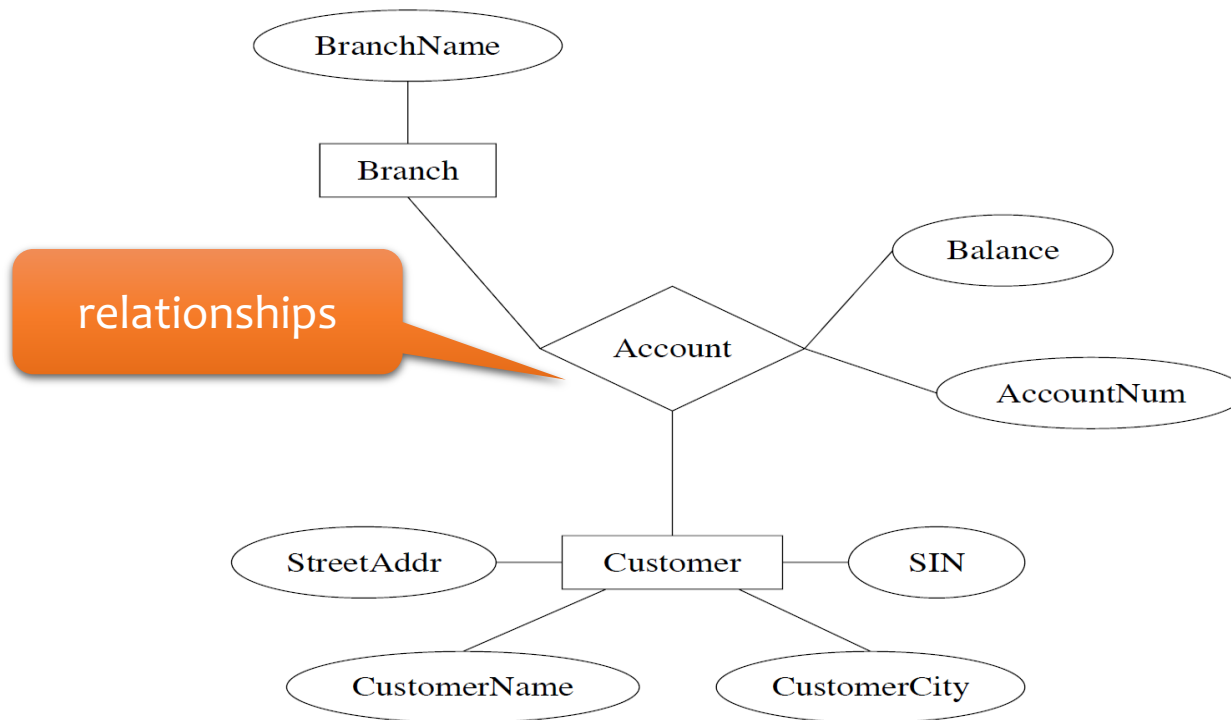 BranchName
Branch
Balance
relationships
Account
AccountNum
StreetAddr
Customer
SIN
CustomerName
CustomerCity